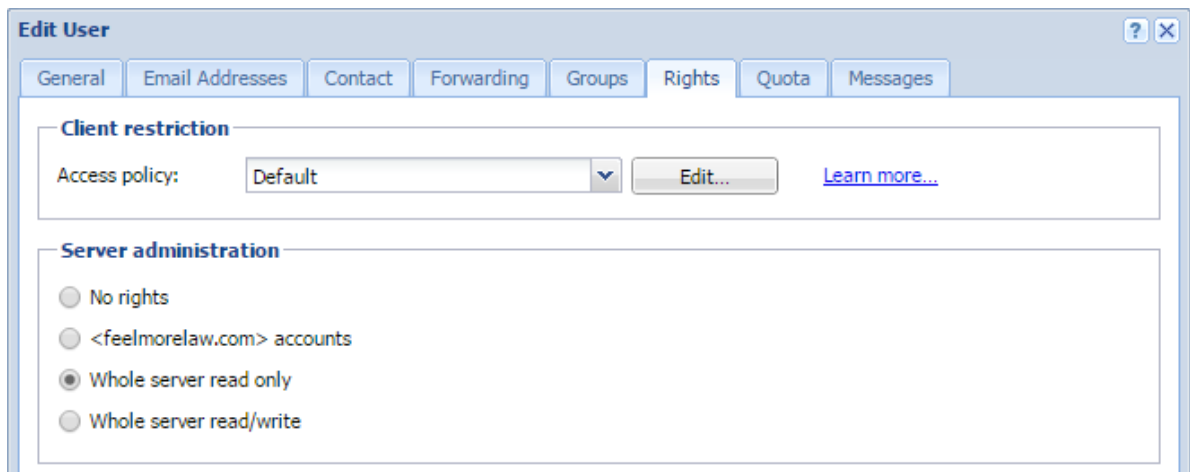 Edit User
?
General Email Addresses Contact Forwarding Groups Rights Quota Messages
Client restriction
Access policy: Default Edit... Learn more...
Server administration
No rights
<feelmorelaw.com> accounts
Whole server read only
Whole server read/write